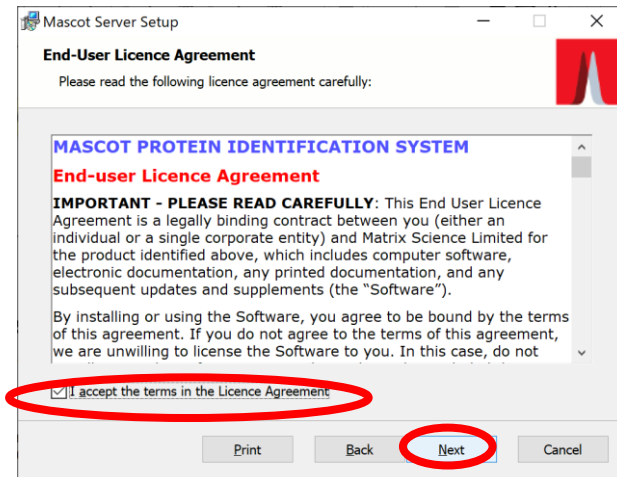 Mascot Server Setup
End-User Licence Agreement
Please read the following licence agreement carefully:
MASCOT PROTEIN IDENTIFICATION SYSTEM
End-user Licence Agreement
IMPORTANT - PLEASE READ CAREFULLY: This End User Licence
Agreement is a legally binding contract between you (either an
individual or a single corporate entity) and Matrix Science Limited for
the product identified above, which includes computer software,
electronic documentation, any printed documentation, and any
subsequent updates and supplements (the “Software”).
By installing or using the Software, you agree to be bound by the terms
of this agreement. If you do not agree to the terms of this agreement,
we are unwilling to license the Software to you. In this case, do not
I accept the terms in the Licence Agreement
Print Back Next Cancel